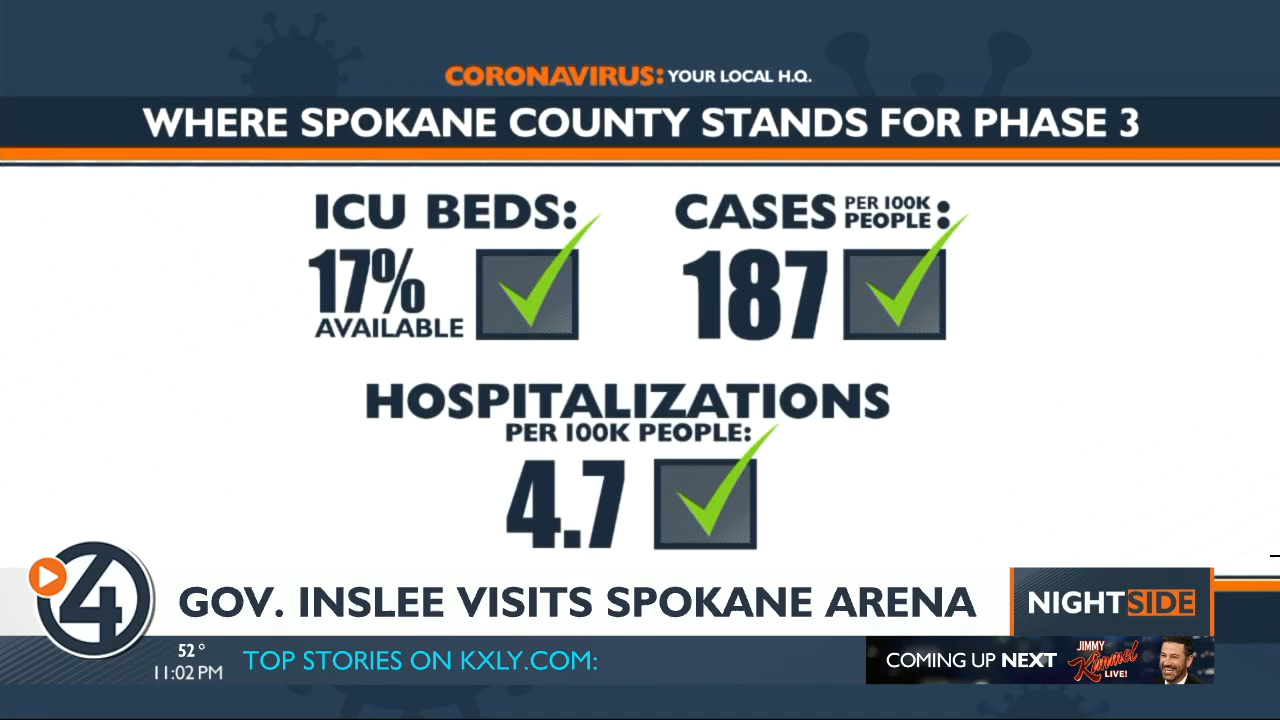 CORONAVIRUS: YOUR LOCAL H.Q.
WHERE SPOKANE COUNTY STANDS FOR PHASE 3
ICU BEDS:
17%
AVAILABLE
CASES PER 100K PEOPLE:
187
HOSPITALIZATIONS
PER 100K PEOPLE:
4.7
4
GOV. INSLEE VISITS SPOKANE ARENA
NIGHTSIDE
52°
11:02 PM
TOP STORIES ON KXLY.COM:
COMING UP NEXT
JIMMY
Kimmel
LIVE!